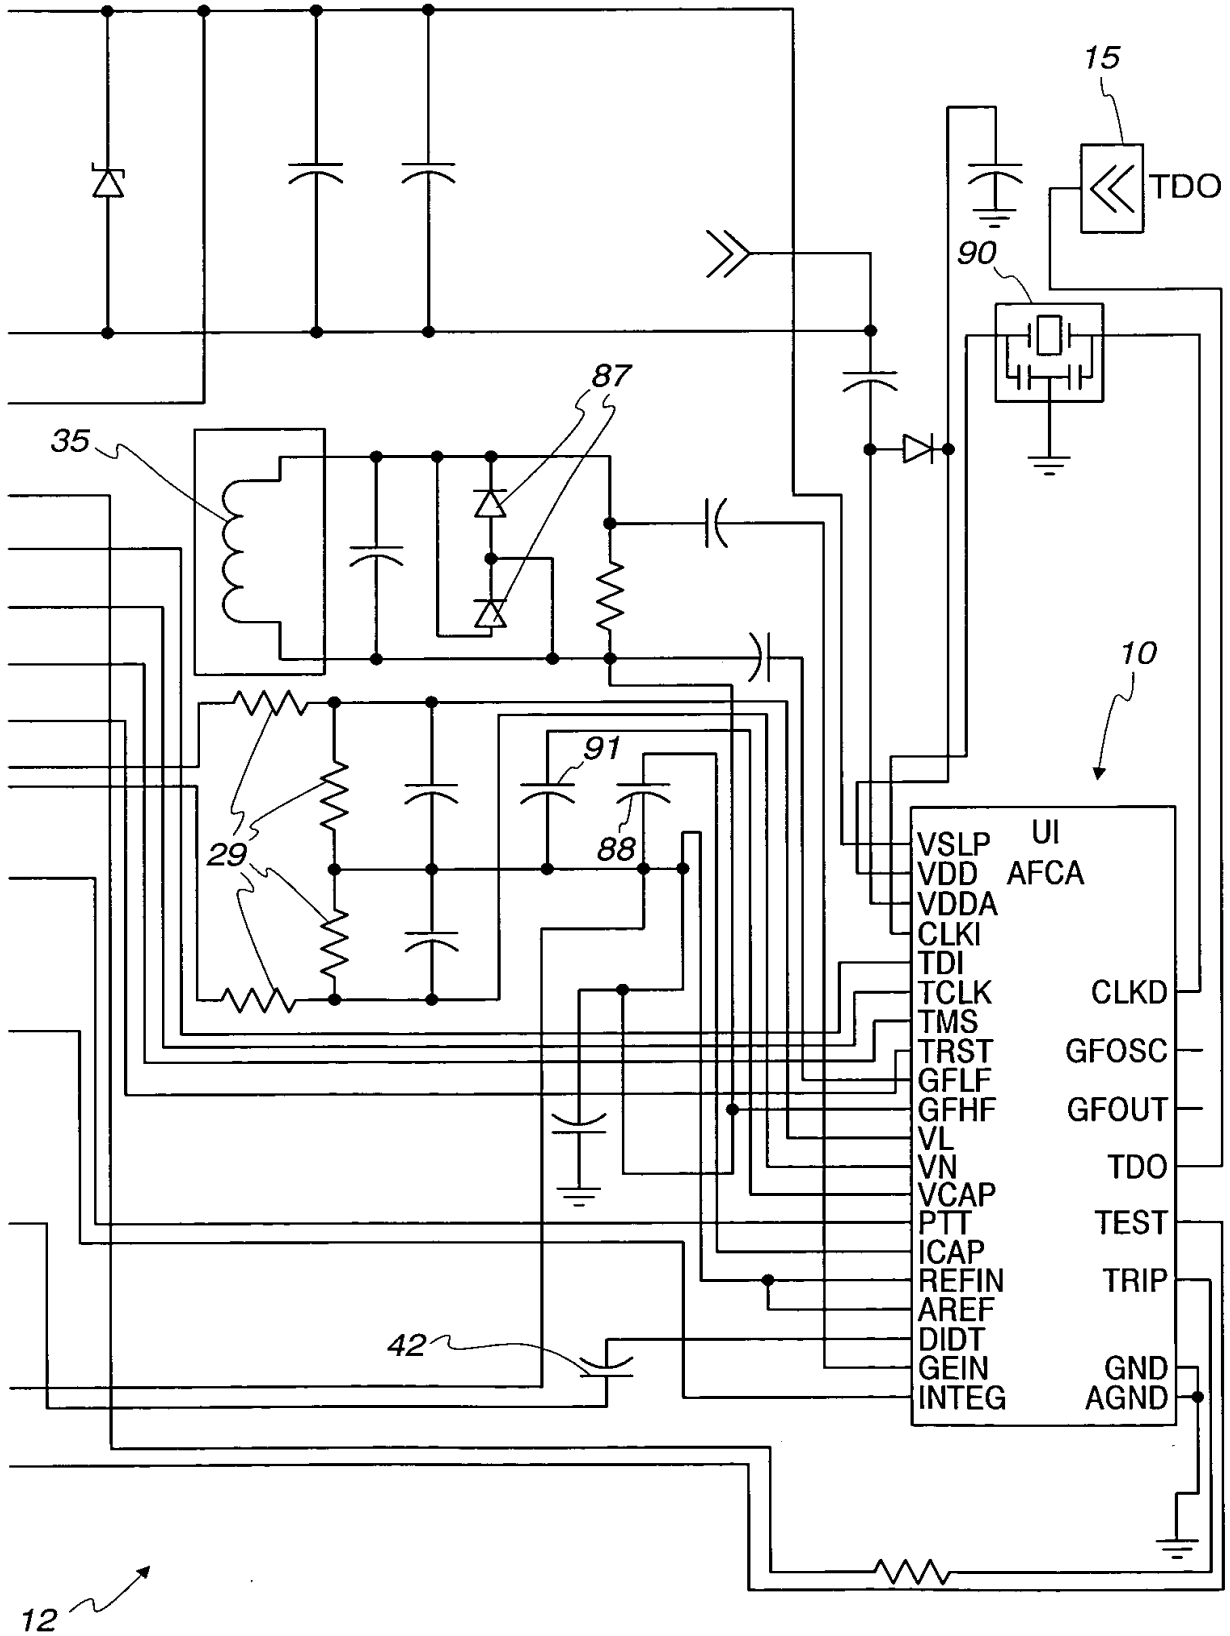 15
TDO
90
87
35
10
91
88
29
UI
AFCA
VSLP
VDD
VDDA
CLKI
TDI
TCLK
TMS
TRST
GFLF
GFHF
VL
VN
VCAP
PTT
ICAP
REFIN
AREF
DIDT
GEIN
INTEG
CLKD
GFOSC
GFOUT
TDO
TEST
TRIP
GND
AGND
42
12